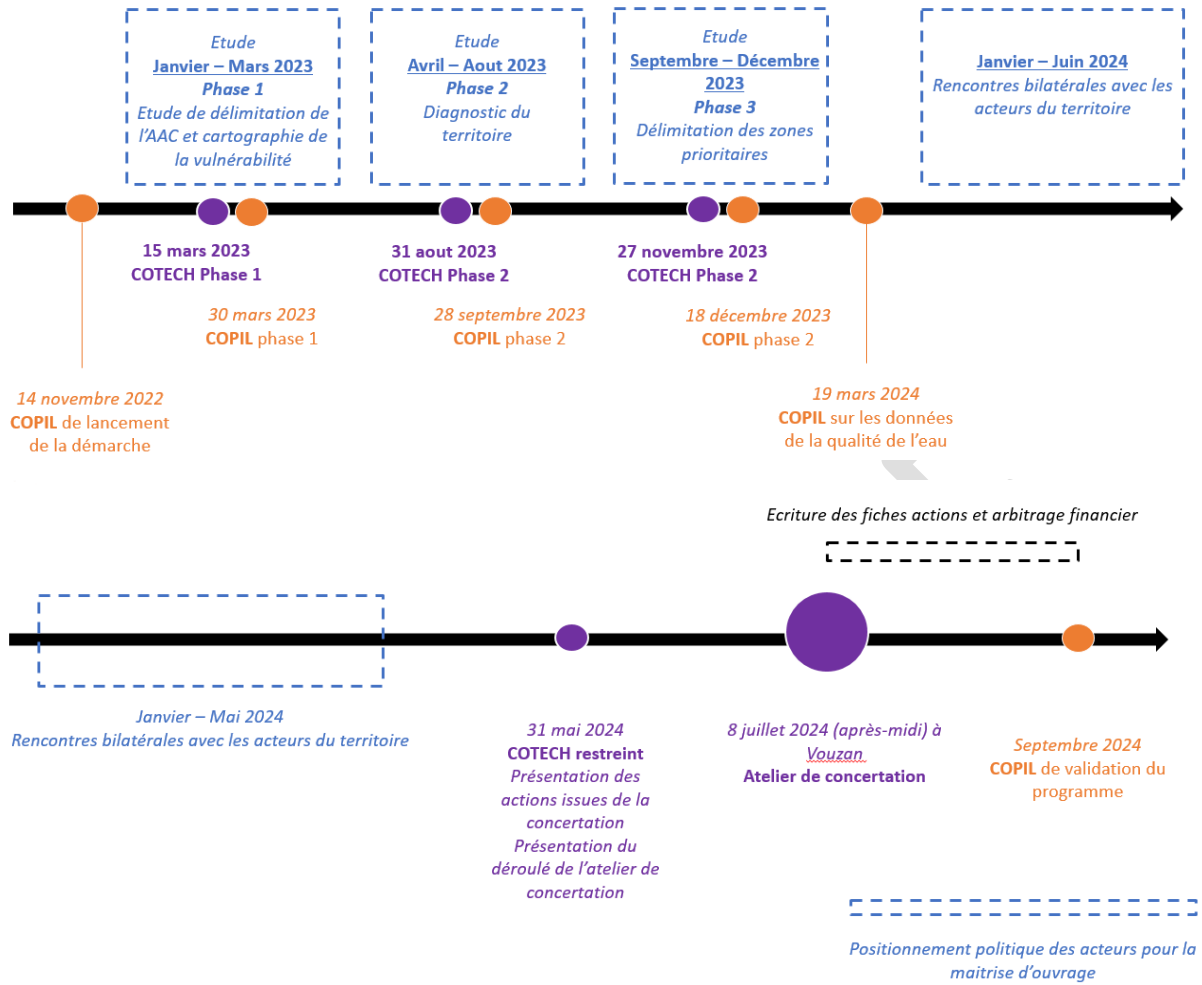 Etude
Janvier – Mars 2023
Phase 1
Etude de délimitation de
l’AAC et cartographie de
la vulnérabilité
Etude
Avril – Aout 2023
Phase 2
Diagnostic du
territoire
Etude
Septembre – Décembre
2023
Phase 3
Délimitation des zones
prioritaires
Janvier – Juin 2024
Rencontres bilatérales avec les
acteurs du territoire
15 mars 2023
COTECH Phase 1
31 aout 2023
COTECH Phase 2
27 novembre 2023
COTECH Phase 2
30 mars 2023
COPIL phase 1
28 septembre 2023
COPIL phase 2
18 décembre 2023
COPIL phase 2
14 novembre 2022
COPIL de lancement
de la démarche
19 mars 2024
COPIL sur les données
de la qualité de l’eau
Ecriture des fiches actions et arbitrage financier
Janvier – Mai 2024
Rencontres bilatérales avec les acteurs du territoire
31 mai 2024
COTECH restreint
Présentation des
actions issues de la
concertation
Présentation du
déroulé de l’atelier de
concertation
8 juillet 2024 (après-midi) à
Vouzan
Atelier de concertation
Septembre 2024
COPIL de validation du
programme
Positionnement politique des acteurs pour la
maitrise d’ouvrage